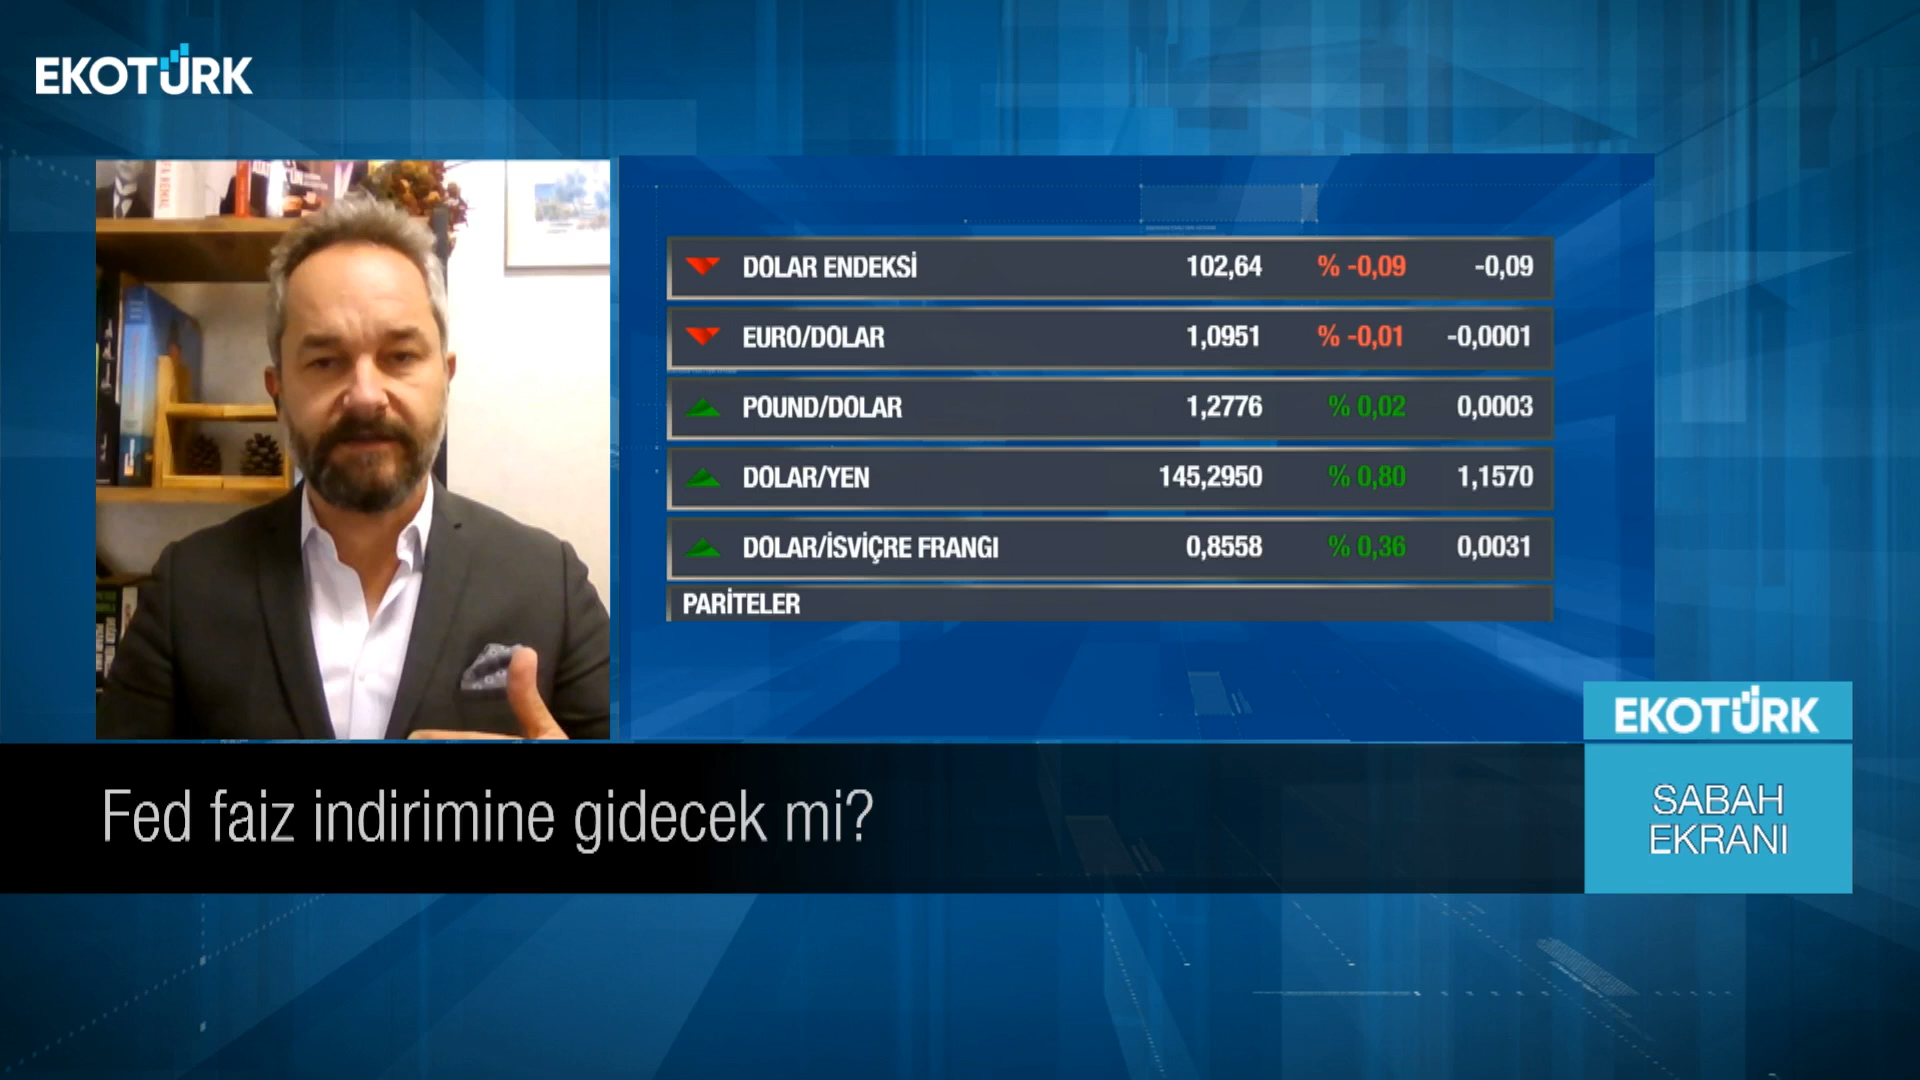 EKOTÜRK
DOLAR ENDEKSİ 102,64 % -0,09 -0,09
EURO/DOLAR 1,0951 % -0,01 -0,0001
POUND/DOLAR 1,2776 % 0,02 0,0003
DOLAR/YEN 145,2950 % 0,80 1,1570
DOLAR/İSVİÇRE FRANGI 0,8558 % 0,36 0,0031
PARİTELER
EKOTÜRK
Fed faiz indirimine gidecek mi?
SABAH
EKRANI